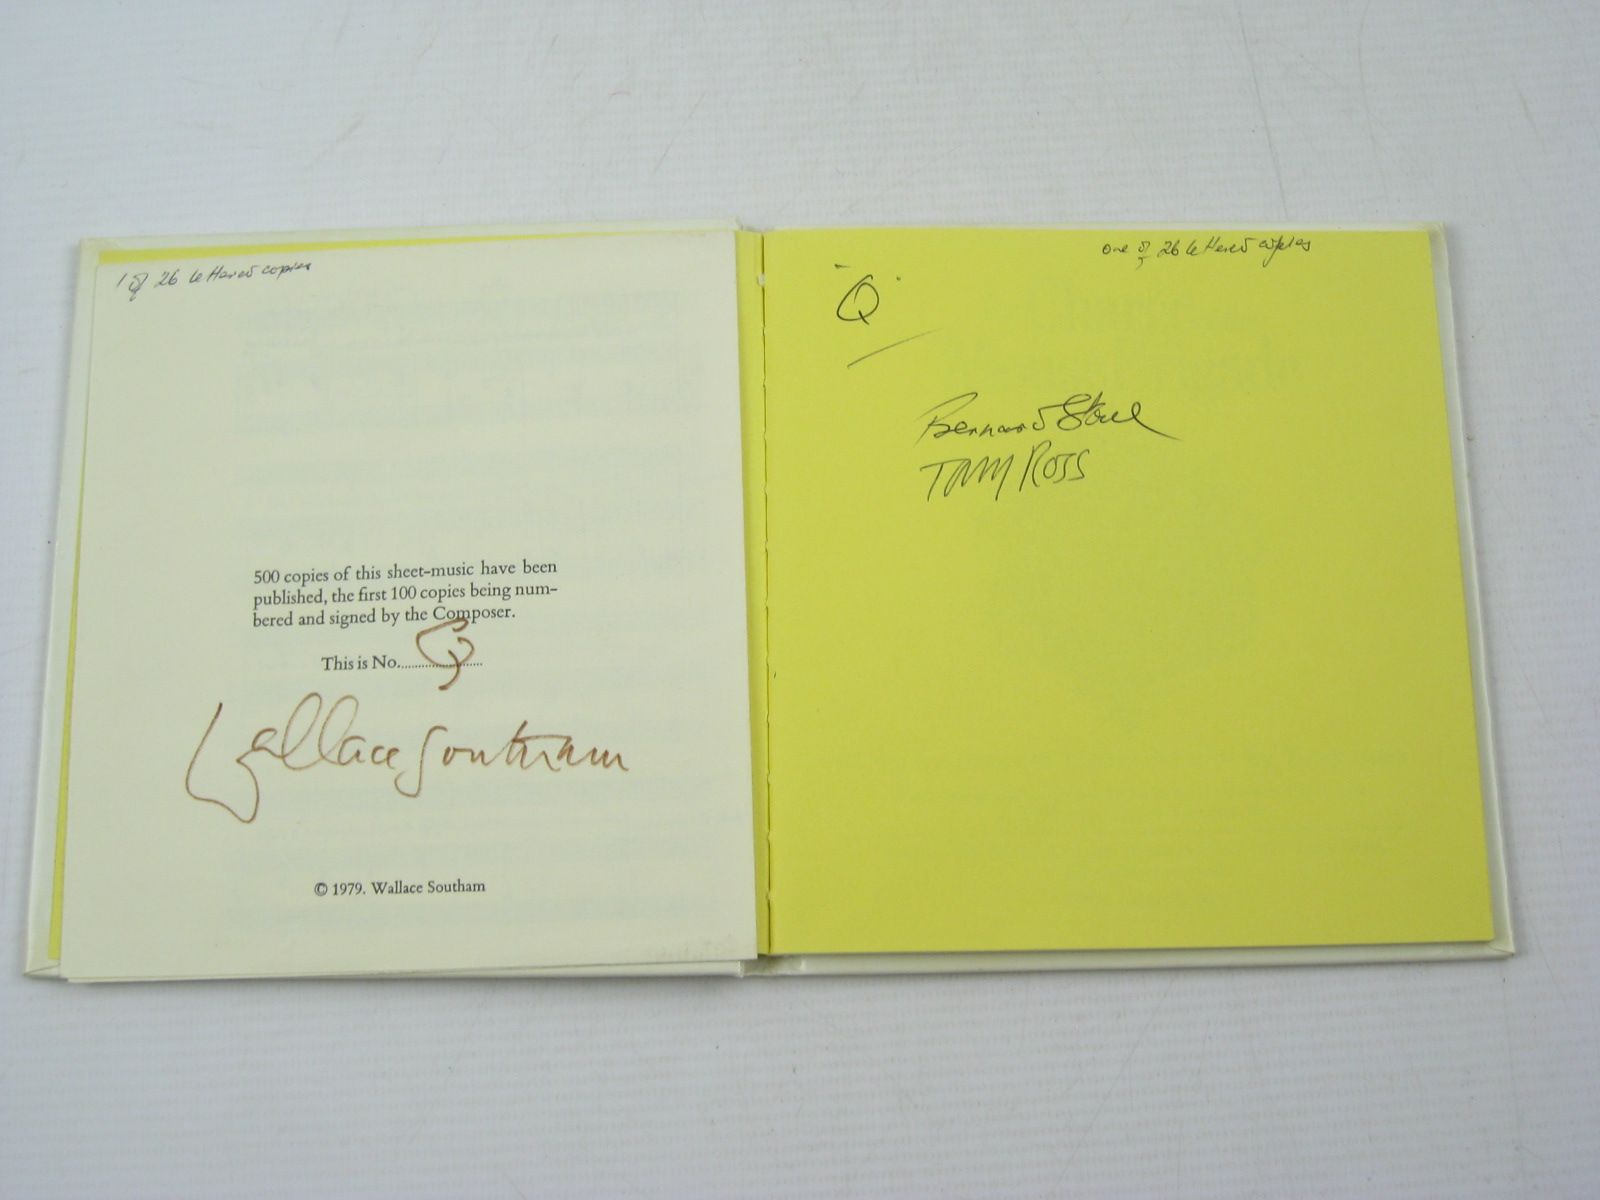 1 of 26 lettered copies
500 copies of this sheet-music have been
published, the first 100 copies being num-
bered and signed by the Composer.
This is No. Q
Wallace Southam
© 1979. Wallace Southam
one of 26 lettered copies
"Q"
Bernard Stone
TONY ROSS